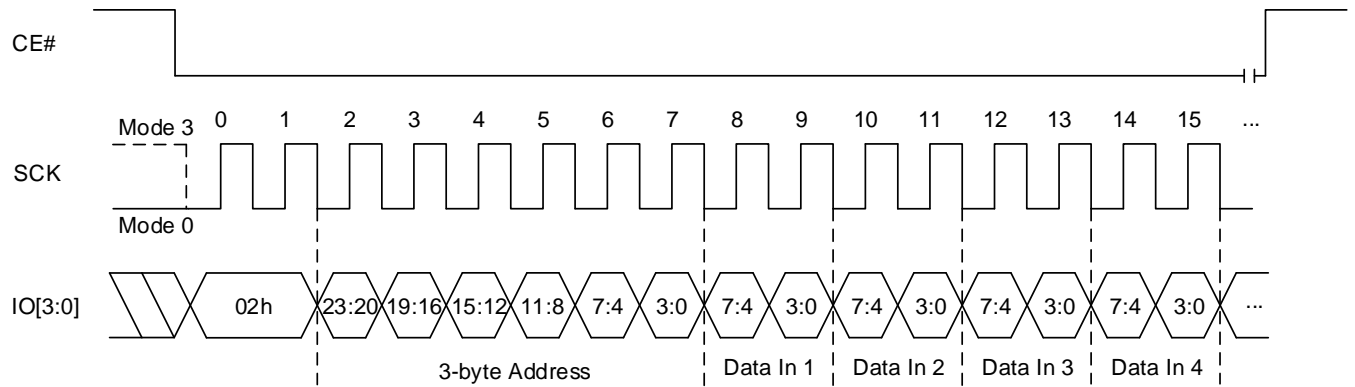 CE#
Mode 3 0 1 2 3 4 5 6 7 8 9 10 11 12 13 14 15 ...
SCK
Mode 0
IO[3:0] 02h 23:20 19:16 15:12 11:8 7:4 3:0 7:4 3:0 7:4 3:0 7:4 3:0 7:4 3:0 ...
3-byte Address Data In 1 Data In 2 Data In 3 Data In 4